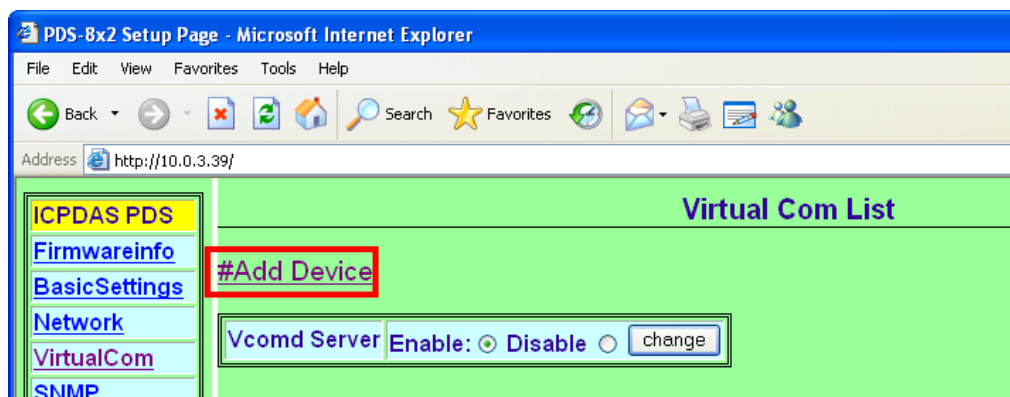 PDS-8x2 Setup Page - Microsoft Internet Explorer
File Edit View Favorites Tools Help
Back Search Favorites
Address http://10.0.3.39/
ICPDAS PDS
Firmwareinfo
BasicSettings
Network
VirtualCom
SNMP
Virtual Com List
#Add Device
Vcomd Server Enable: Disable change